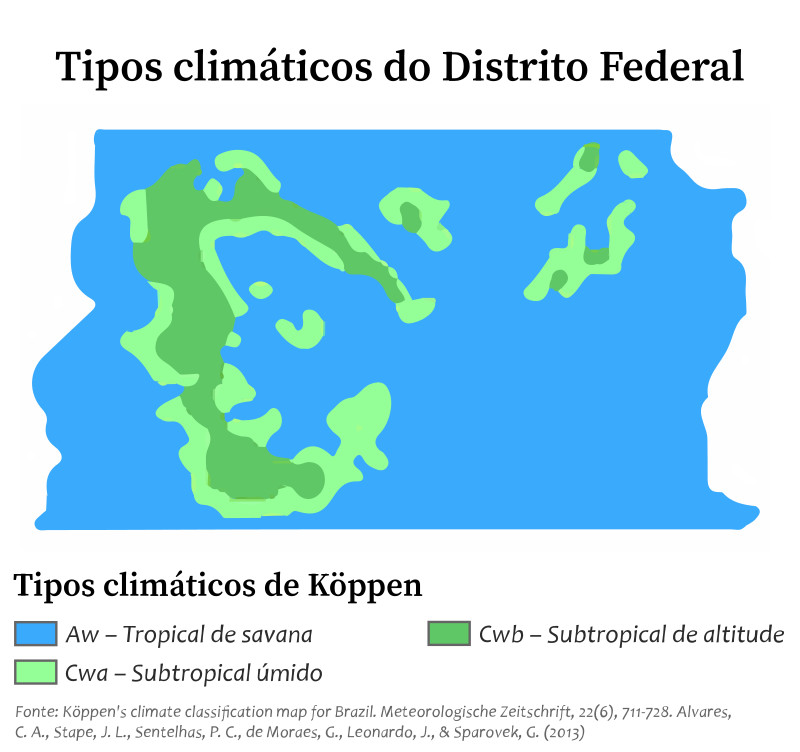 Tipos climáticos do Distrito Federal
Tipos climáticos de Köppen
Aw – Tropical de savana
Cwb – Subtropical de altitude
Cwa – Subtropical úmido
Fonte: Köppen's climate classification map for Brazil. Meteorologische Zeitschrift, 22(6), 711-728. Alvares,
C. A., Stape, J. L., Sentelhas, P. C., de Moraes, G., Leonardo, J., & Sparovek, G. (2013)